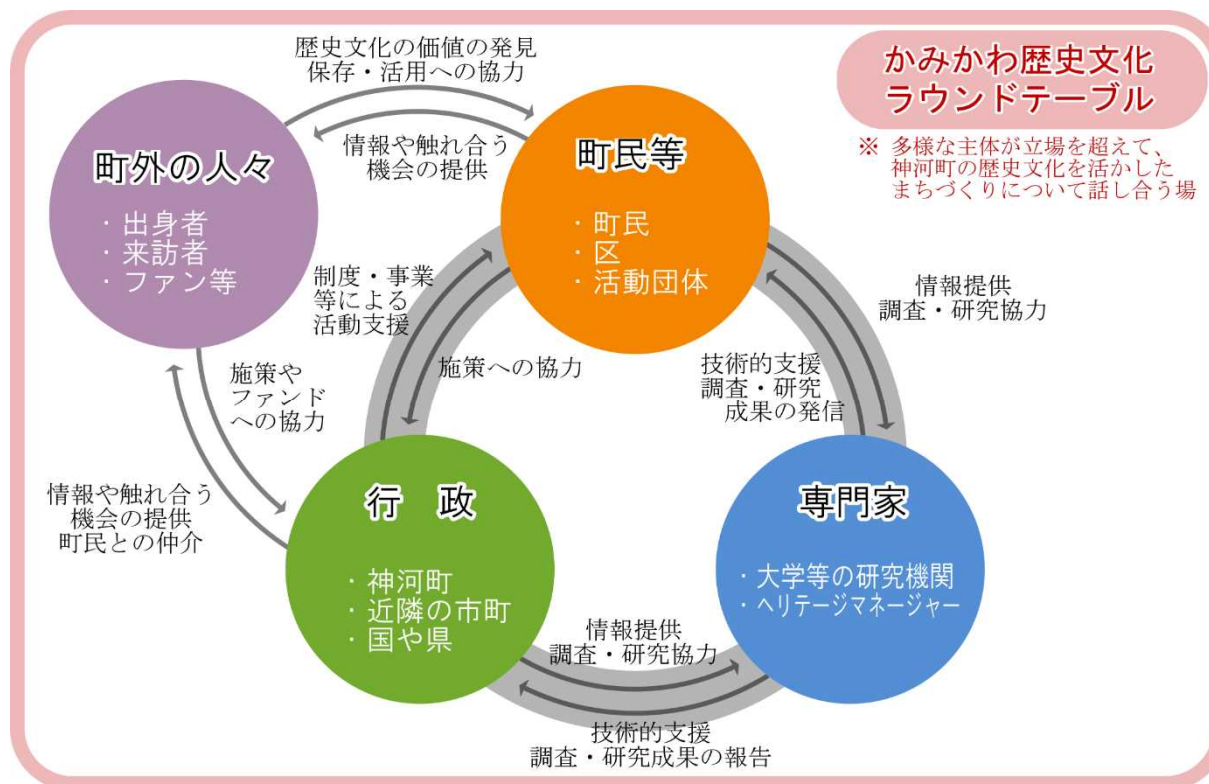 かみかわ歴史文化
ラウンドテーブル
※ 多様な主体が立場を超えて、
神河町の歴史文化を活かした
まちづくりについて話し合う場
歴史文化の価値の発見
保存・活用への協力
情報や触れ合う
機会の提供
町外の人々
・出身者
・来訪者
・ファン等
町民等
・町民
・区
・活動団体
制度・事業
等による
活動支援
施策への協力
情報提供
調査・研究協力
技術的支援
調査・研究
成果の発信
施策や
ファンド
への協力
情報や触れ合う
機会の提供
町民との仲介
行　政
・神河町
・近隣の市町
・国や県
専門家
・大学等の研究機関
・ヘリテージマネージャー
情報提供
調査・研究協力
技術的支援
調査・研究成果の報告